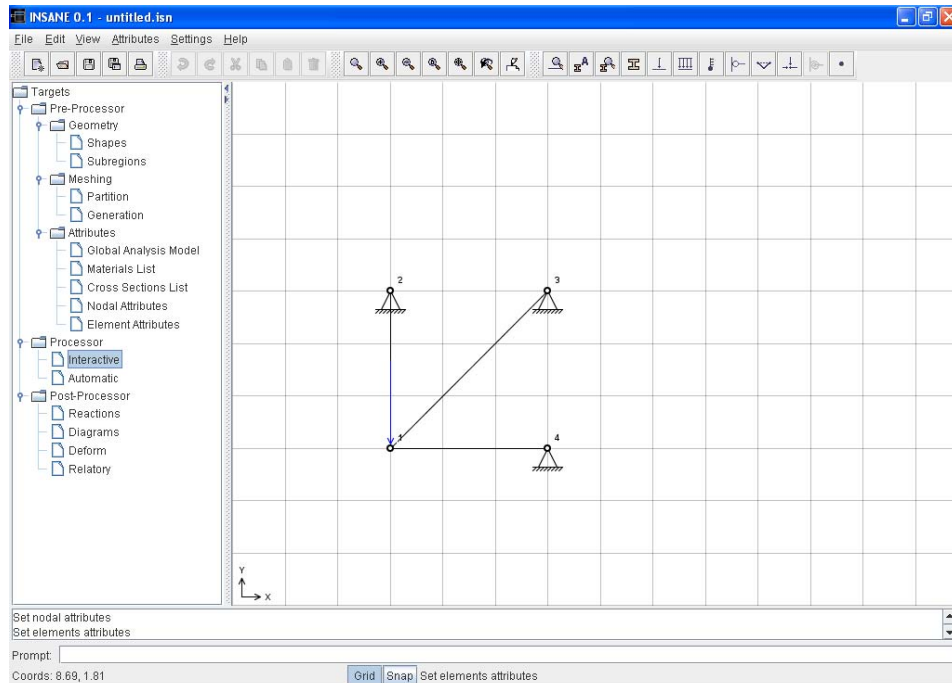 INSANE 0.1 - untitled.isn
File Edit View Attributes Settings Help
Targets
Pre-Processor
Geometry
Shapes
Subregions
Meshing
Partition
Generation
Attributes
Global Analysis Model
Materials List
Cross Sections List
Nodal Attributes
Element Attributes
Processor
Interactive
Automatic
Post-Processor
Reactions
Diagrams
Deform
Relatory
2
3
1
4
Y
X
Set nodal attributes
Set elements attributes
Prompt:
Coords: 8.69, 1.81 Grid Snap Set elements attributes